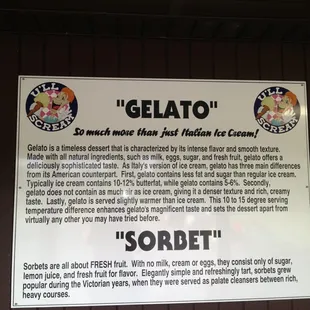 U'LL
SCREAM
U'LL
SCREAM
"GELATO"
So much more than just Italian Ice Cream!
Gelato is a timeless dessert that is characterized by its intense flavor and smooth texture.
Made with all natural ingredients, such as milk, eggs, sugar, and fresh fruit, gelato offers a
deliciously sophisticated taste. As Italy's version of ice cream, gelato has three main differences
from its American counterpart. First, gelato contains less fat and sugar than regular ice cream.
Typically ice cream contains 10-12% butterfat, while gelato contains 5-6%. Secondly,
gelato does not contain as much air as ice cream, giving it a denser texture and rich, creamy
taste. Lastly, gelato is served slightly warmer than ice cream. This 10 to 15 degree serving
temperature difference enhances gelato's magnificent taste and sets the dessert apart from
virtually any other you may have tried before.
"SORBET"
Sorbets are all about FRESH fruit. With no milk, cream or eggs, they consist only of sugar,
lemon juice, and fresh fruit for flavor. Elegantly simple and refreshingly tart, sorbets grew
popular during the Victorian years, when they were served as palate cleansers between rich,
heavy courses.